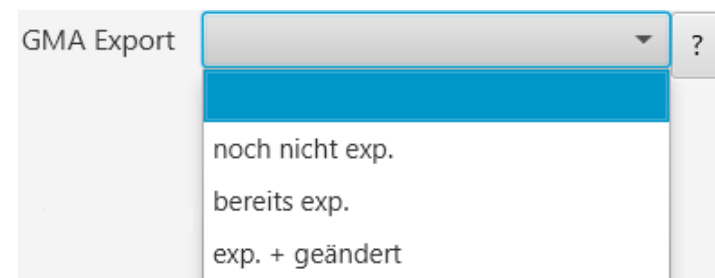 GMA Export
?
noch nicht exp.
bereits exp.
exp. + geändert